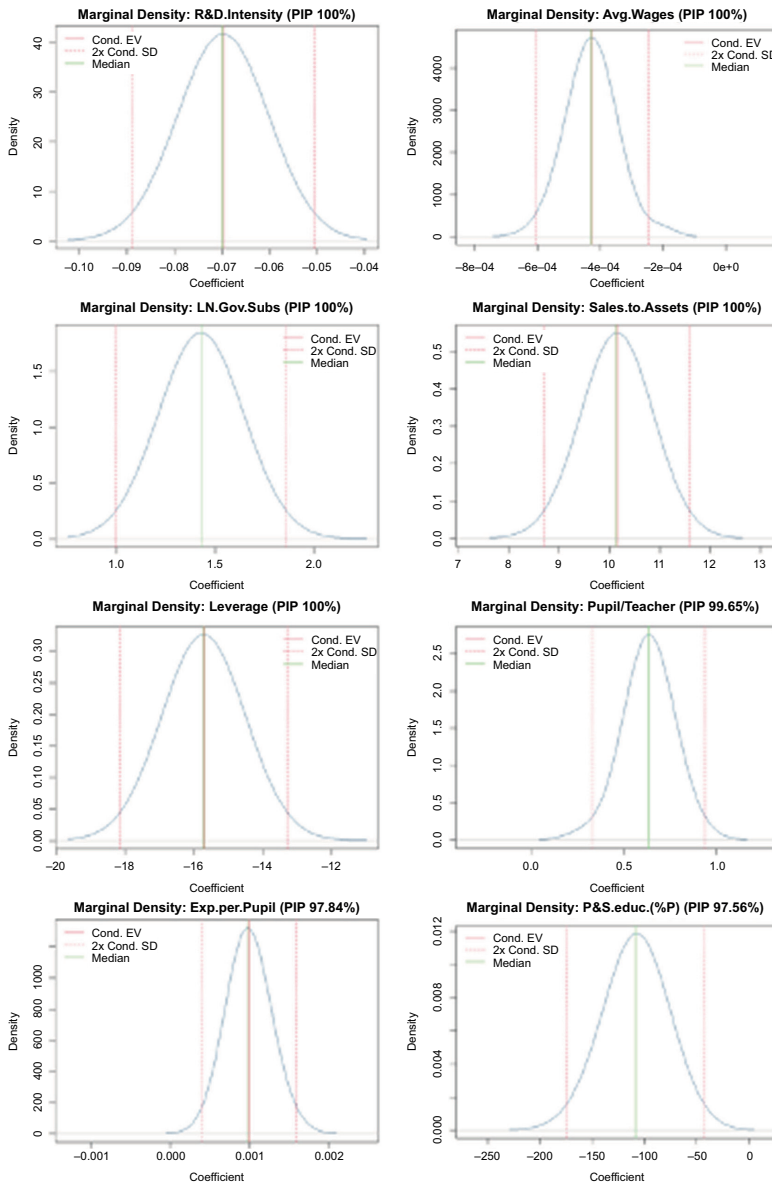 Marginal Density: R&D.Intensity (PIP 100%)
Cond. EV
2x Cond. SD
Median
Density
40
30
20
10
0
–0.10 –0.09 –0.08 –0.07 –0.06 –0.05 –0.04
Coefficient
Marginal Density: Avg.Wages (PIP 100%)
Cond. EV
2x Cond. SD
Median
Density
4000
3000
2000
1000
0
–8e–04 –6e–04 –4e–04 –2e–04 0e+0
Coefficient
Marginal Density: LN.Gov.Subs (PIP 100%)
Cond. EV
2x Cond. SD
Median
Density
1.5
1.0
0.5
0.0
1.0 1.5 2.0
Coefficient
Marginal Density: Sales.to.Assets (PIP 100%)
Cond. EV
2x Cond. SD
Median
Density
0.5
0.4
0.3
0.2
0.1
0.0
7 8 9 10 11 12 13
Coefficient
Marginal Density: Leverage (PIP 100%)
Cond. EV
2x Cond. SD
Median
Density
0.30
0.25
0.20
0.15
0.10
0.05
0.00
–20 –18 –16 –14 –12
Coefficient
Marginal Density: Pupil/Teacher (PIP 99.65%)
Cond. EV
2x Cond. SD
Median
Density
2.5
2.0
1.5
1.0
0.5
0.0
0.0 0.5 1.0
Coefficient
Marginal Density: Exp.per.Pupil (PIP 97.84%)
Cond. EV
2x Cond. SD
Median
Density
1000
800
600
400
200
0
–0.001 0.000 0.001 0.002
Coefficient
Marginal Density: P&S.educ.(%P) (PIP 97.56%)
Cond. EV
2x Cond. SD
Median
Density
0.012
0.008
0.004
0.000
–250 –200 –150 –100 –50 0
Coefficient